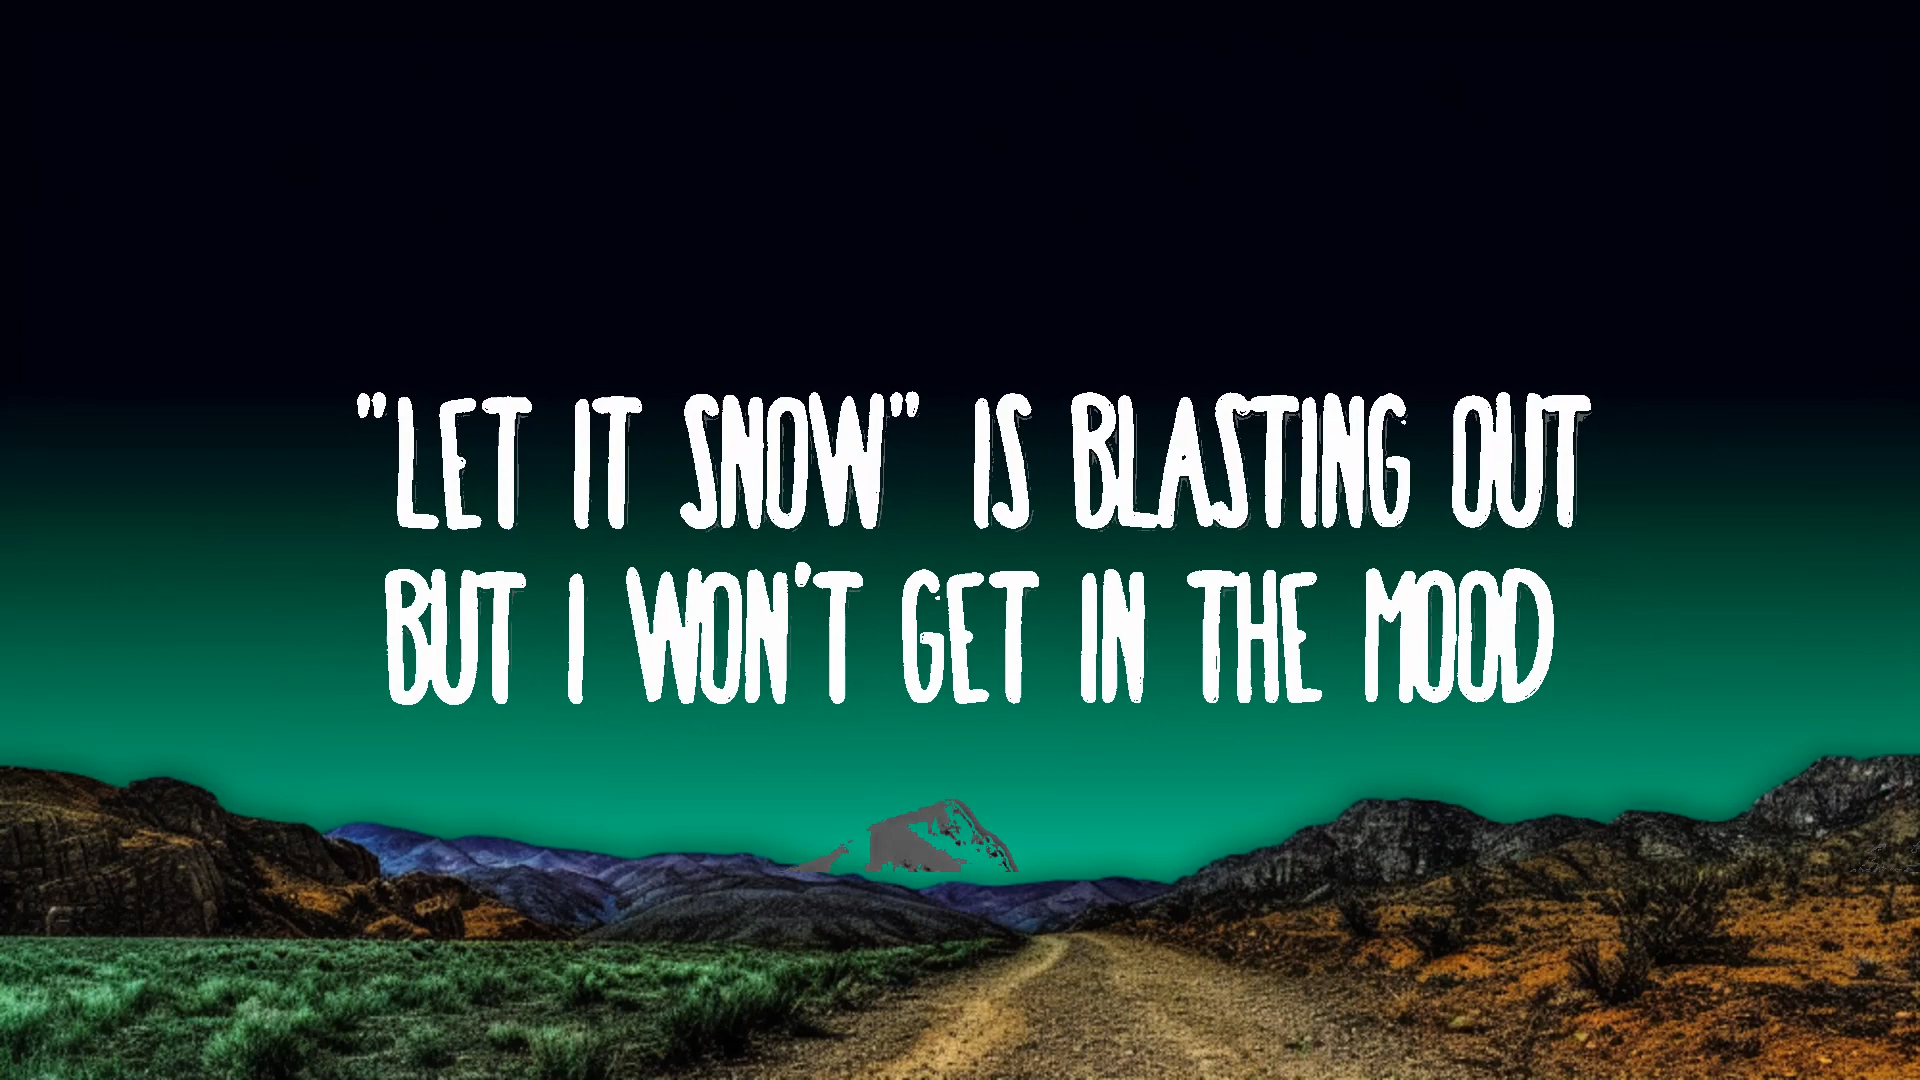 "LET IT SNOW" IS BLASTING OUT
BUT I WON'T GET IN THE MOOD